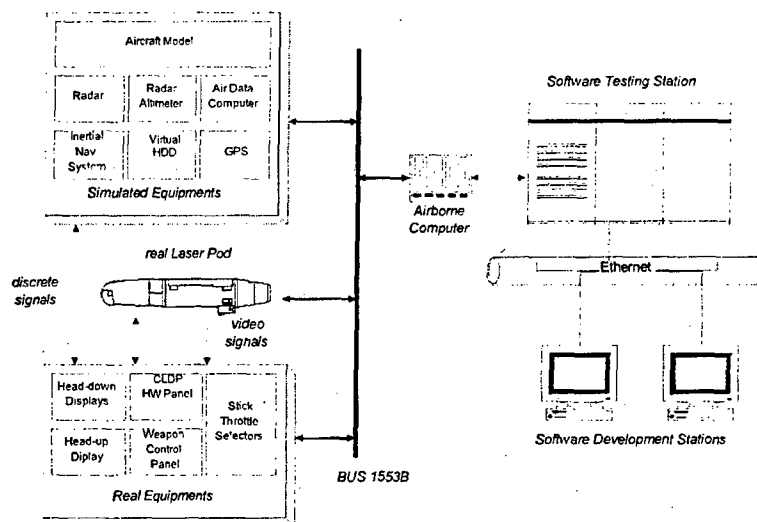 Aircraft Model
Radar
Radar
Altimeter
Air Data
Computer
Inertial
Nav
System
Virtual
HDD
GPS
Simulated Equipments
Software Testing Station
Airborne
Computer
real Laser Pod
discrete
signals
video
signals
Ethernet
Head-down
Displays
CLDP
HW Panel
Stick
Throttle
Selectors
Head-up
Diplay
Weapon
Control
Panel
Real Equipments
BUS 1553B
Software Development Stations